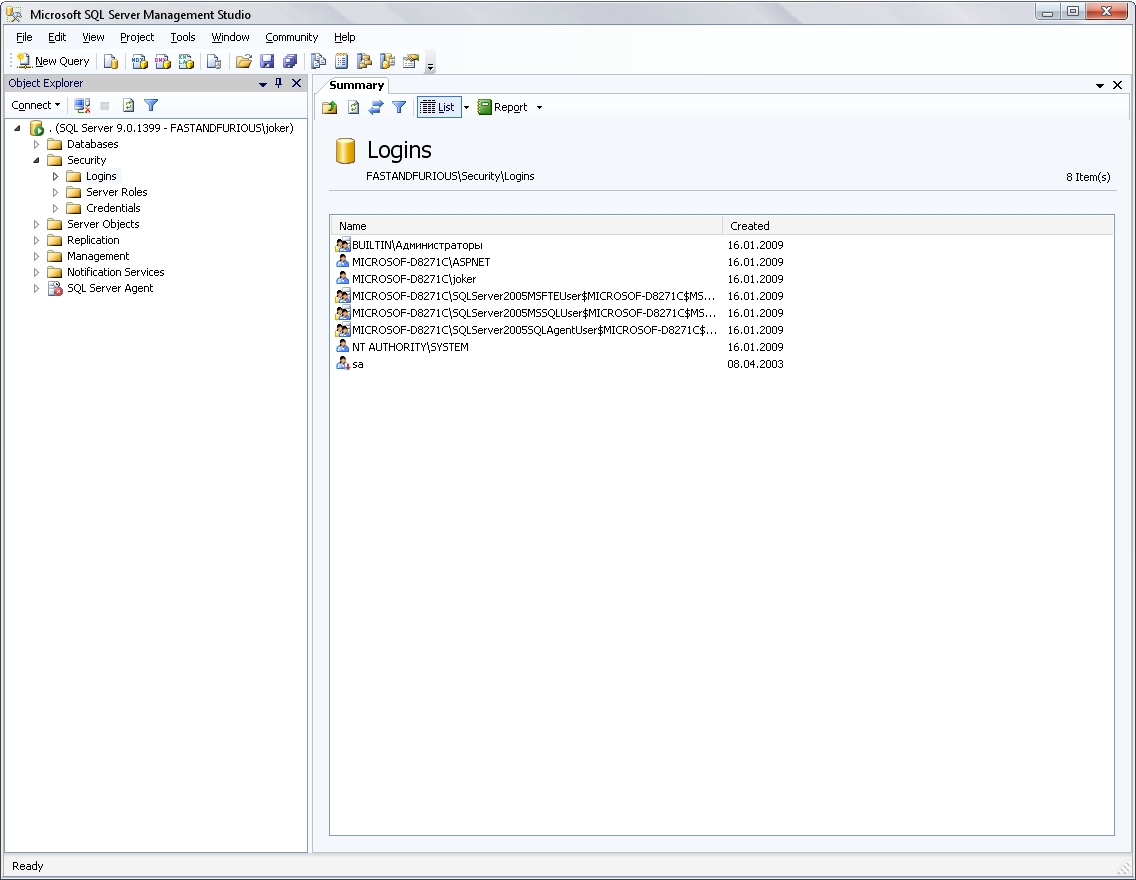 Microsoft SQL Server Management Studio
File Edit View Project Tools Window Community Help
New Query
Object Explorer
Connect
. (SQL Server 9.0.1399 - FASTANDFURIOUS\joker)
Databases
Security
Logins
Server Roles
Credentials
Server Objects
Replication
Management
Notification Services
SQL Server Agent
Summary
List Report
Logins
FASTANDFURIOUS\Security\Logins 8 Item(s)
Name Created
BUILTIN\Администраторы 16.01.2009
MICROSOF-D8271C\ASPNET 16.01.2009
MICROSOF-D8271C\joker 16.01.2009
MICROSOF-D8271C\SQLServer2005MSFTEUser$MICROSOF-D8271C$MS... 16.01.2009
MICROSOF-D8271C\SQLServer2005MSSQLUser$MICROSOF-D8271C$MS... 16.01.2009
MICROSOF-D8271C\SQLServer2005SQLAgentUser$MICROSOF-D8271C$... 16.01.2009
NT AUTHORITY\SYSTEM 16.01.2009
sa 08.04.2003
Ready